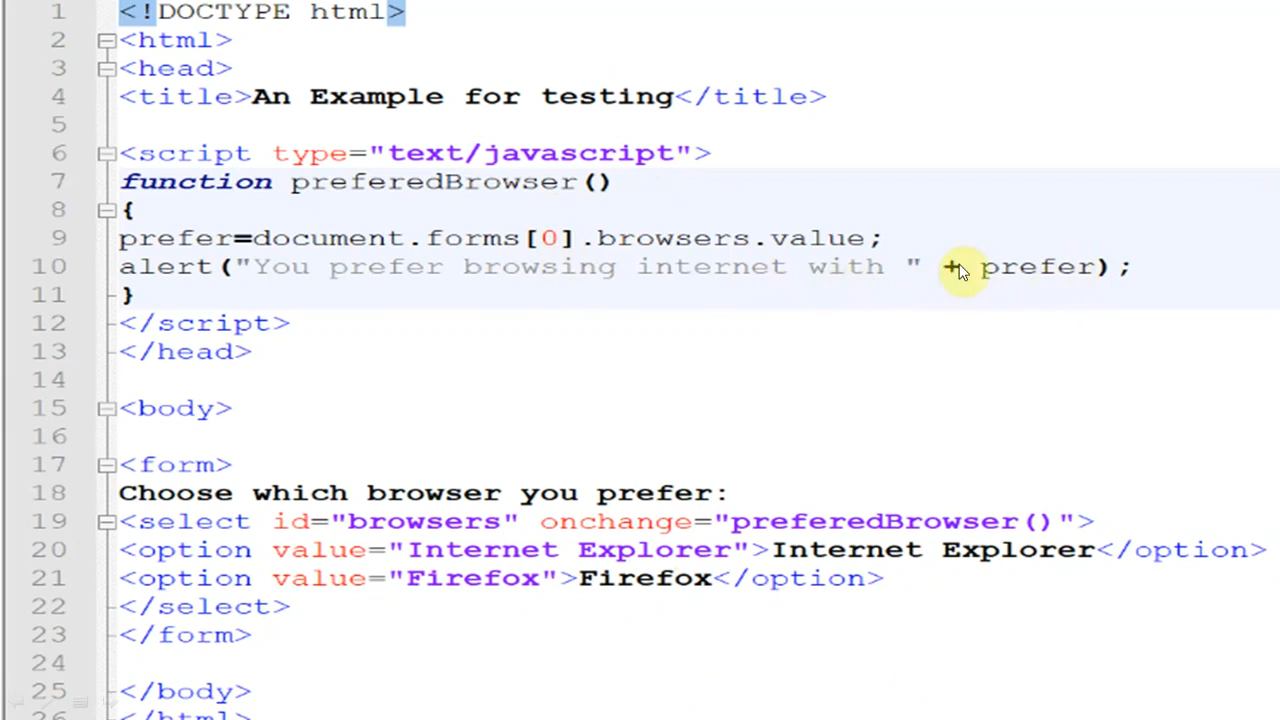 1 <!DOCTYPE html>
2 <html>
3 <head>
4 <title>An Example for testing</title>
5
6 <script type="text/javascript">
7 function preferedBrowser()
8 {
9 prefer=document.forms[0].browsers.value;
10 alert("You prefer browsing internet with " + prefer);
11 }
12 </script>
13 </head>
14
15 <body>
16
17 <form>
18 Choose which browser you prefer:
19 <select id="browsers" onchange="preferedBrowser()">
20 <option value="Internet Explorer">Internet Explorer</option>
21 <option value="Firefox">Firefox</option>
22 </select>
23 </form>
24
25 </body>
26 </html>